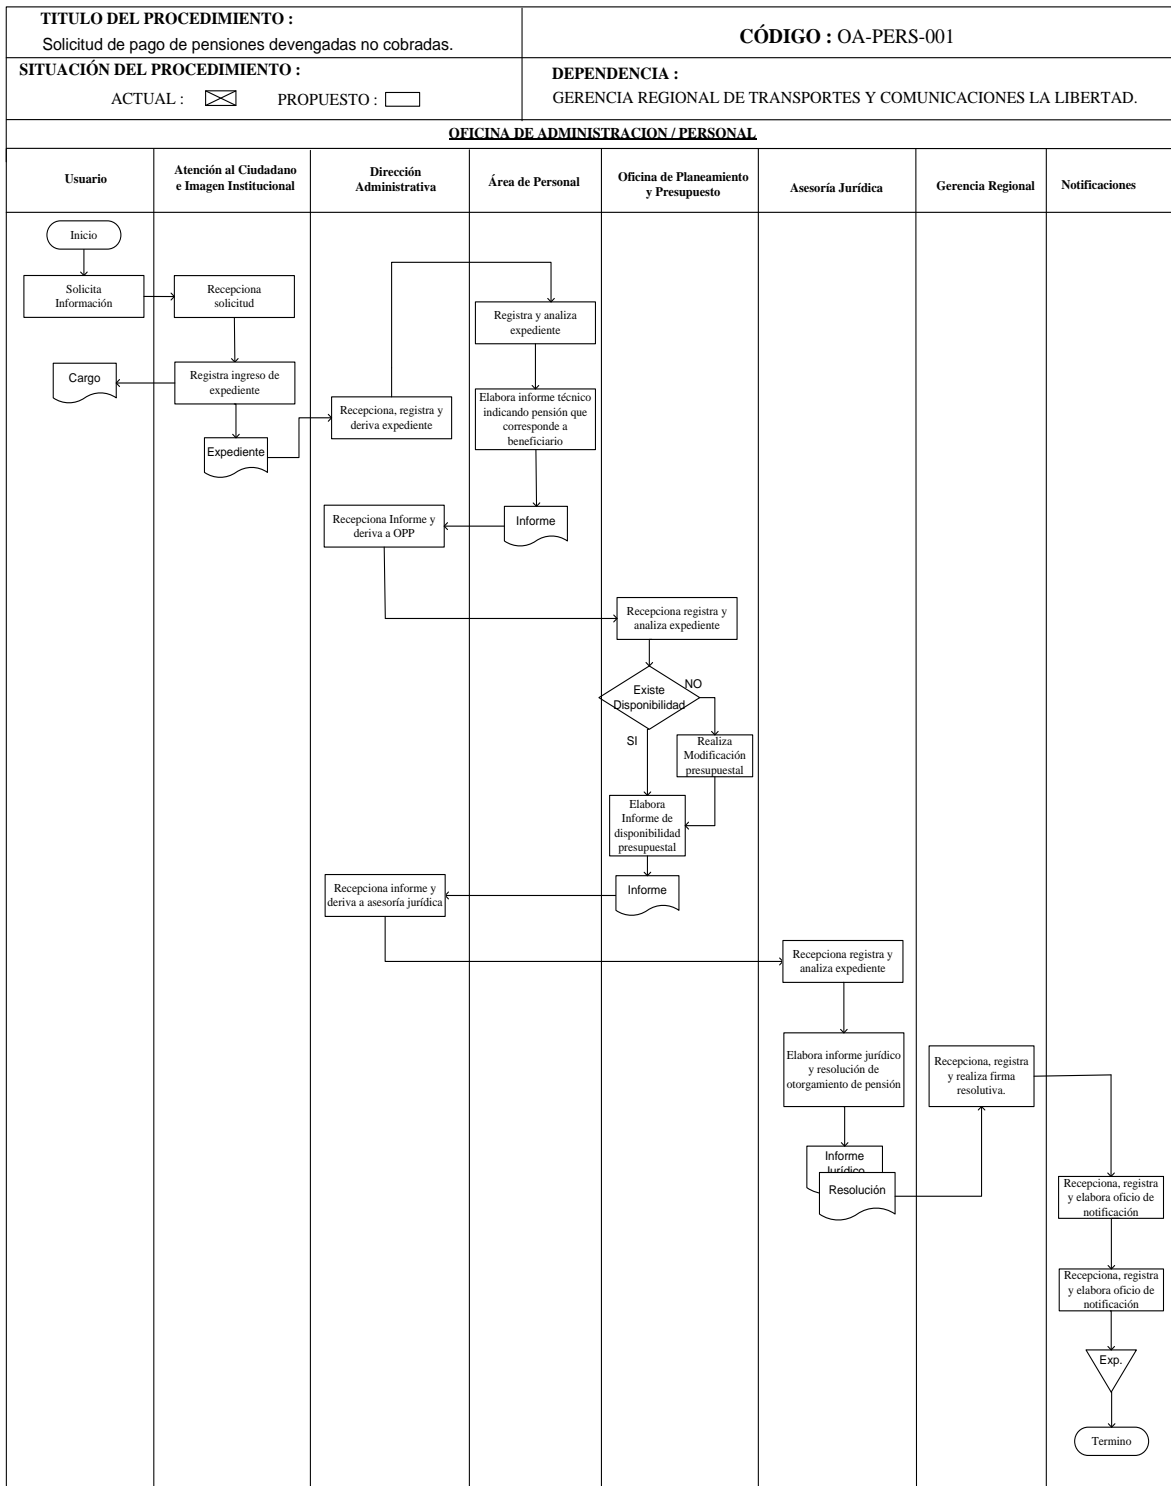 TITULO DEL PROCEDIMIENTO :
Solicitud de pago de pensiones devengadas no cobradas.
CÓDIGO : OA-PERS-001
SITUACIÓN DEL PROCEDIMIENTO :
ACTUAL :
PROPUESTO :
DEPENDENCIA :
GERENCIA REGIONAL DE TRANSPORTES Y COMUNICACIONES LA LIBERTAD.
OFICINA DE ADMINISTRACION / PERSONAL
Usuario
Atención al Ciudadano
e Imagen Institucional
Dirección
Administrativa
Área de Personal
Oficina de Planeamiento
y Presupuesto
Asesoría Jurídica
Gerencia Regional
Notificaciones
Inicio
Solicita
Información
Recepciona
solicitud
Registra y analiza
expediente
Cargo
Registra ingreso de
expediente
Recepciona, registra y
deriva expediente
Elabora informe técnico
indicando pensión que
corresponde a
beneficiario
Expediente
Recepciona Informe y
deriva a OPP
Informe
Recepciona registra y
analiza expediente
Existe
Disponibilidad
NO
SI
Realiza
Modificación
presupuestal
Elabora
Informe de
disponibilidad
presupuestal
Recepciona informe y
deriva a asesoría jurídica
Informe
Recepciona registra y
analiza expediente
Elabora informe jurídico
y resolución de
otorgamiento de pensión
Recepciona, registra
y realiza firma
resolutiva.
Informe
Jurídico
Resolución
Recepciona, registra
y elabora oficio de
notificación
Recepciona, registra
y elabora oficio de
notificación
Exp.
Termino